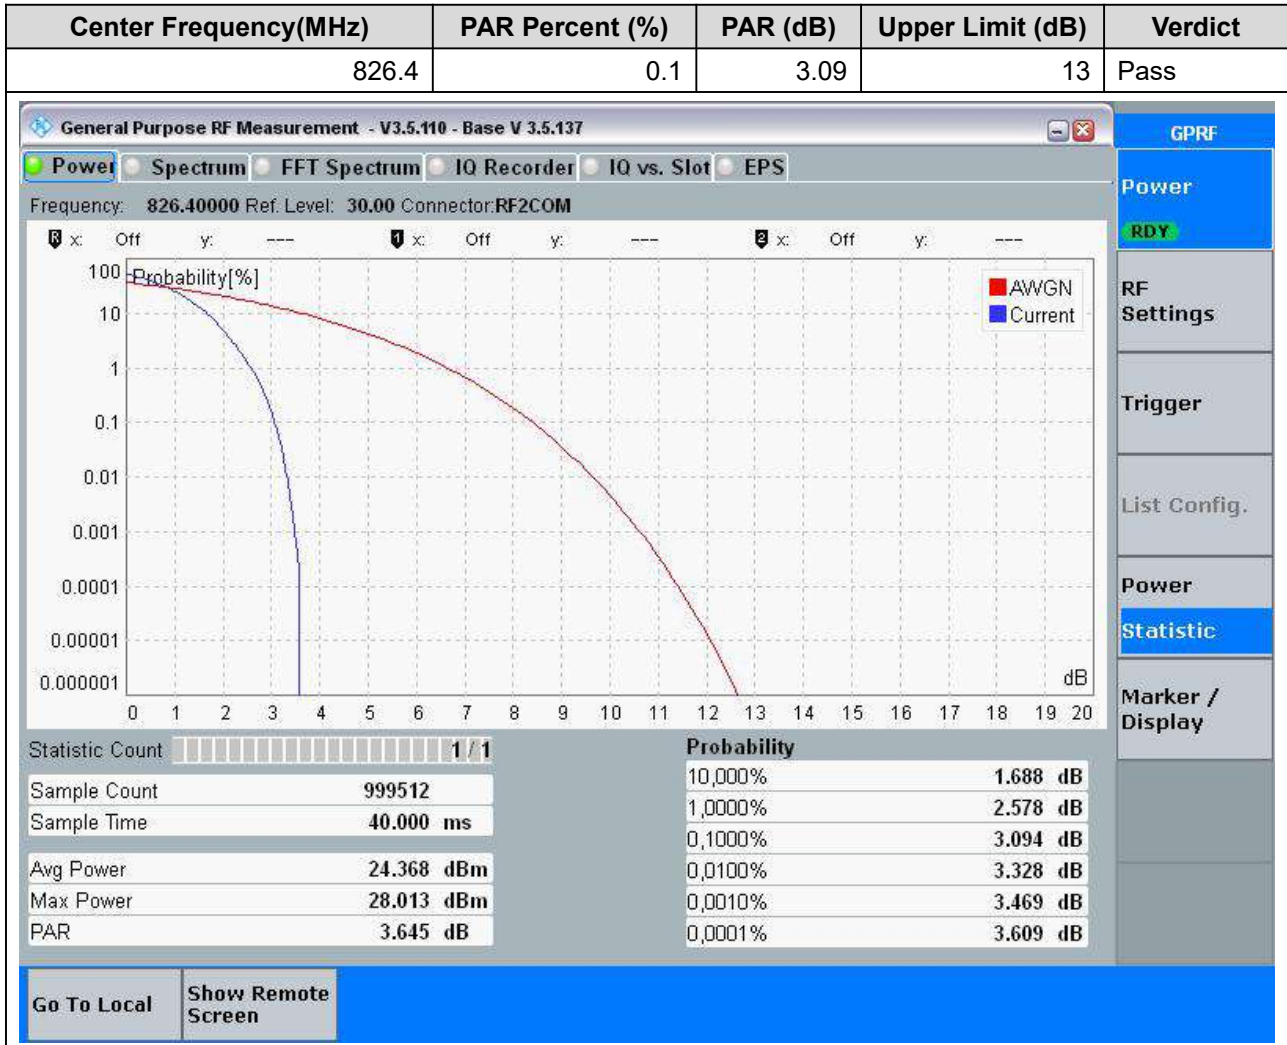 Center Frequency(MHz) PAR Percent (%) PAR (dB) Upper Limit (dB) Verdict
826.4 0.1 3.09 13 Pass
General Purpose RF Measurement - V3.5.110 - Base V 3.5.137
GPRF
Power Spectrum FFT Spectrum IQ Recorder IQ vs. Slot EPS
Frequency: 826.40000 Ref. Level: 30.00 Connector:RF2COM
R x: Off y: --- 1 x: Off y: --- 2 x: Off y: ---
Probability[%]
AWGN
Current
100
10
1
0.1
0.01
0.001
0.0001
0.00001
0.000001
dB
0 1 2 3 4 5 6 7 8 9 10 11 12 13 14 15 16 17 18 19 20
Statistic Count 1 / 1
Sample Count 999512
Sample Time 40.000 ms
Avg Power 24.368 dBm
Max Power 28.013 dBm
PAR 3.645 dB
Probability
10,000% 1.688 dB
1,0000% 2.578 dB
0,1000% 3.094 dB
0,0100% 3.328 dB
0,0010% 3.469 dB
0,0001% 3.609 dB
Power
RDY
RF
Settings
Trigger
List Config.
Power
Statistic
Marker /
Display
Go To Local
Show Remote
Screen